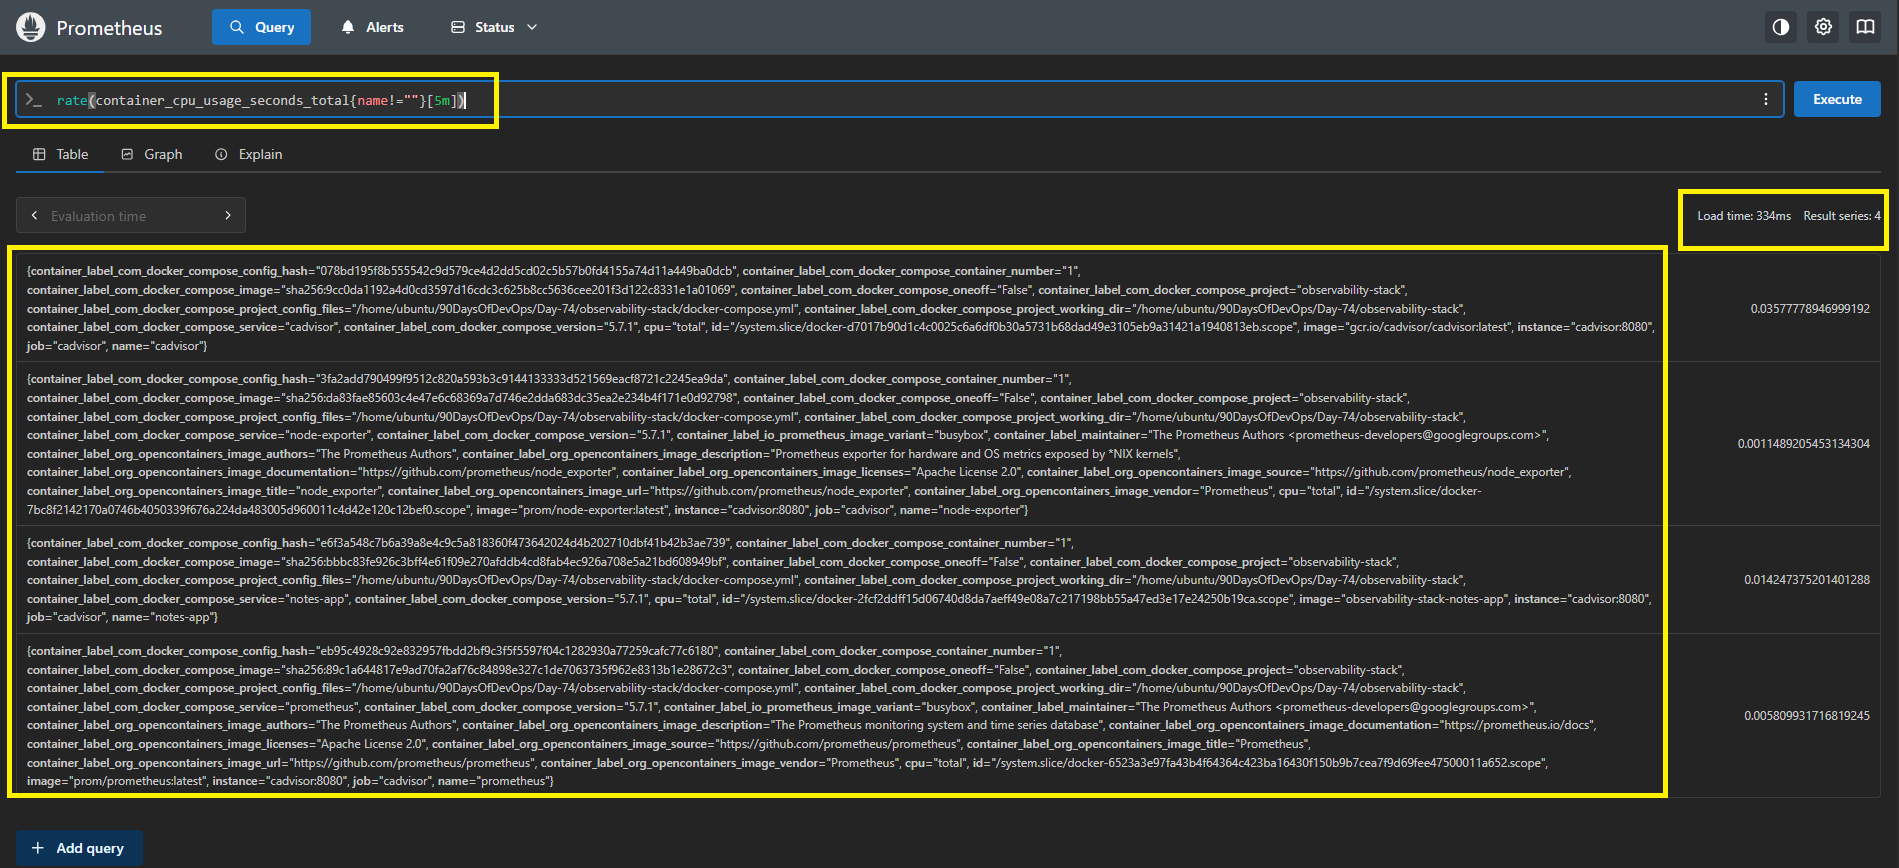 Prometheus
Query
Alerts
Status
rate(container_cpu_usage_seconds_total{name!=""}[5m])
Execute
Table
Graph
Explain
Evaluation time
Load time: 334ms Result series: 4
{container_label_com_docker_compose_config_hash="078bd195f8b555542c9d579ce4d2dd5cd02c5b57b0fd4155a74d11a449ba0dcb", container_label_com_docker_compose_container_number="1",
container_label_com_docker_compose_image="sha256:9cc0da1192a4d0cd3597d16cdc3c625b8cc5636cee201f3d122c8331e1a01069", container_label_com_docker_compose_oneoff="False", container_label_com_docker_compose_project="observability-stack",
container_label_com_docker_compose_project_config_files="/home/ubuntu/90DaysOfDevOps/Day-74/observability-stack/docker-compose.yml", container_label_com_docker_compose_project_working_dir="/home/ubuntu/90DaysOfDevOps/Day-74/observability-stack",
container_label_com_docker_compose_service="cadvisor", container_label_com_docker_compose_version="5.7.1", cpu="total", id="/system.slice/docker-d7017b90d1c4c0025c6a6df0b30a5731b68dad49e3105eb9a31421a1940813eb.scope", image="gcr.io/cadvisor/cadvisor:latest", instance="cadvisor:8080",
job="cadvisor", name="cadvisor"}
0.03577778946999192
{container_label_com_docker_compose_config_hash="3fa2add790499f9512c820a593b3c9144133333d521569eacf8721c2245ea9da", container_label_com_docker_compose_container_number="1",
container_label_com_docker_compose_image="sha256:da83fae85603c4e47e6c68369a7d746e2dda683dc35ea2e234b4f171e0d92798", container_label_com_docker_compose_oneoff="False", container_label_com_docker_compose_project="observability-stack",
container_label_com_docker_compose_project_config_files="/home/ubuntu/90DaysOfDevOps/Day-74/observability-stack/docker-compose.yml", container_label_com_docker_compose_project_working_dir="/home/ubuntu/90DaysOfDevOps/Day-74/observability-stack",
container_label_com_docker_compose_service="node-exporter", container_label_com_docker_compose_version="5.7.1", container_label_io_prometheus_image_variant="busybox", container_label_maintainer="The Prometheus Authors <prometheus-developers@googlegroups.com>",
container_label_org_opencontainers_image_authors="The Prometheus Authors", container_label_org_opencontainers_image_description="Prometheus exporter for hardware and OS metrics exposed by *NIX kernels",
container_label_org_opencontainers_image_documentation="https://github.com/prometheus/node_exporter", container_label_org_opencontainers_image_licenses="Apache License 2.0", container_label_org_opencontainers_image_source="https://github.com/prometheus/node_exporter",
container_label_org_opencontainers_image_title="node_exporter", container_label_org_opencontainers_image_url="https://github.com/prometheus/node_exporter", container_label_org_opencontainers_image_vendor="Prometheus", cpu="total", id="/system.slice/docker-
7bc8f2142170a0746b4050339f676a224da483005d960011c4d42e120c12bef0.scope", image="prom/node-exporter:latest", instance="cadvisor:8080", job="cadvisor", name="node-exporter"}
0.0011489205453134304
{container_label_com_docker_compose_config_hash="e6f3a548c7b6a39a8e4c9c5a818360f473642024d4b202710dbf41b42b3ae739", container_label_com_docker_compose_container_number="1",
container_label_com_docker_compose_image="sha256:bbbc83fe926c3bff4e61f09e270afddb4cd8fab4ec926a708e5a21bd608949bf", container_label_com_docker_compose_oneoff="False", container_label_com_docker_compose_project="observability-stack",
container_label_com_docker_compose_project_config_files="/home/ubuntu/90DaysOfDevOps/Day-74/observability-stack/docker-compose.yml", container_label_com_docker_compose_project_working_dir="/home/ubuntu/90DaysOfDevOps/Day-74/observability-stack",
container_label_com_docker_compose_service="notes-app", container_label_com_docker_compose_version="5.7.1", cpu="total", id="/system.slice/docker-2fcf2ddff15d06740d8da7aeff49e08a7c217198bb55a47ed3e17e24250b19ca.scope", image="observability-stack-notes-app", instance="cadvisor:8080",
job="cadvisor", name="notes-app"}
0.014247375201401288
{container_label_com_docker_compose_config_hash="eb95c4928c92e832957fbdd2bf9c3f5f5597f04c1282930a77259cafc77c6180", container_label_com_docker_compose_container_number="1",
container_label_com_docker_compose_image="sha256:89c1a644817e9ad70fa2af76c84898e327c1de7063735f962e8313b1e28672c3", container_label_com_docker_compose_oneoff="False", container_label_com_docker_compose_project="observability-stack",
container_label_com_docker_compose_project_config_files="/home/ubuntu/90DaysOfDevOps/Day-74/observability-stack/docker-compose.yml", container_label_com_docker_compose_project_working_dir="/home/ubuntu/90DaysOfDevOps/Day-74/observability-stack",
container_label_com_docker_compose_service="prometheus", container_label_com_docker_compose_version="5.7.1", container_label_io_prometheus_image_variant="busybox", container_label_maintainer="The Prometheus Authors <prometheus-developers@googlegroups.com>",
container_label_org_opencontainers_image_authors="The Prometheus Authors", container_label_org_opencontainers_image_description="The Prometheus monitoring system and time series database", container_label_org_opencontainers_image_documentation="https://prometheus.io/docs",
container_label_org_opencontainers_image_licenses="Apache License 2.0", container_label_org_opencontainers_image_source="https://github.com/prometheus/prometheus", container_label_org_opencontainers_image_title="Prometheus",
container_label_org_opencontainers_image_url="https://github.com/prometheus/prometheus", container_label_org_opencontainers_image_vendor="Prometheus", cpu="total", id="/system.slice/docker-6523a3e97fa43b4f64364c423ba16430f150b9b7cea7f9d69fee47500011a652.scope",
image="prom/prometheus:latest", instance="cadvisor:8080", job="cadvisor", name="prometheus"}
0.005809931716819245
Add query